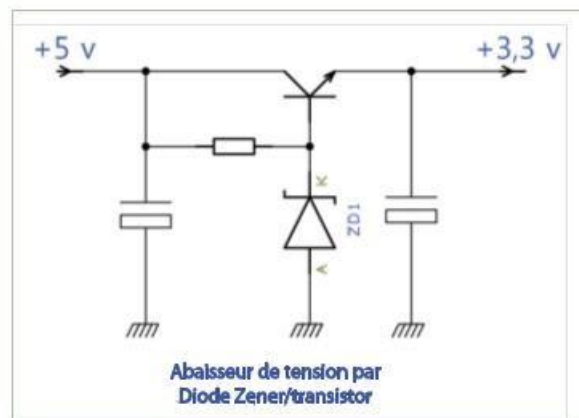 +5 v
+3,3 v
K
ZD1
A
Abaisseur de tension par
Diode Zener/transistor